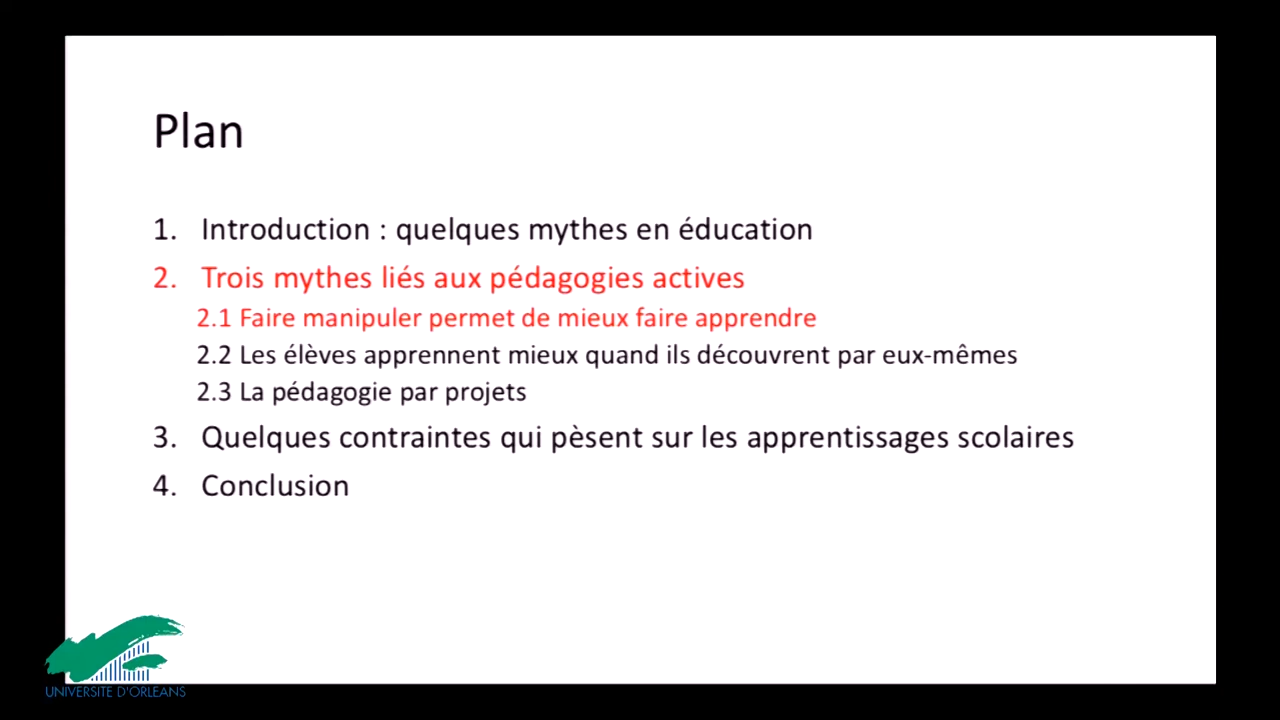 Plan
1. Introduction : quelques mythes en éducation
2. Trois mythes liés aux pédagogies actives
2.1 Faire manipuler permet de mieux faire apprendre
2.2 Les élèves apprennent mieux quand ils découvrent par eux-mêmes
2.3 La pédagogie par projets
3. Quelques contraintes qui pèsent sur les apprentissages scolaires
4. Conclusion
UNIVERSITE D'ORLEANS